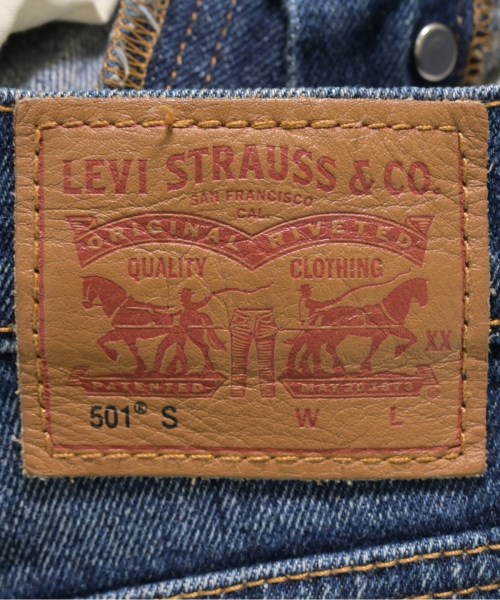 LEVI STRAUSS & CO.
SAN FRANCISCO
CAL.
ORIGINAL RIVETED
QUALITY CLOTHING
XX
PATENTED MAY 20 1873
501® S W L